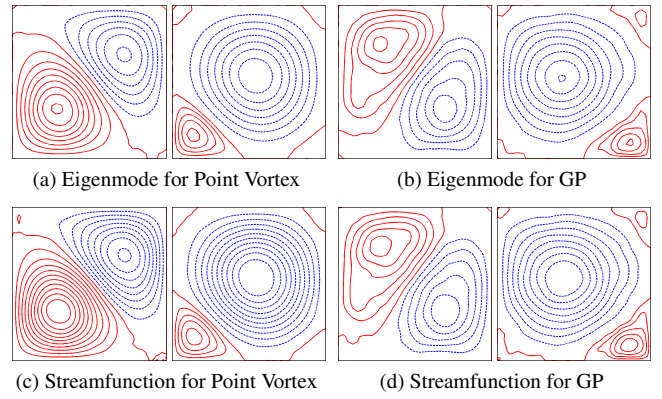 (a) Eigenmode for Point Vortex
(b) Eigenmode for GP
(c) Streamfunction for Point Vortex
(d) Streamfunction for GP